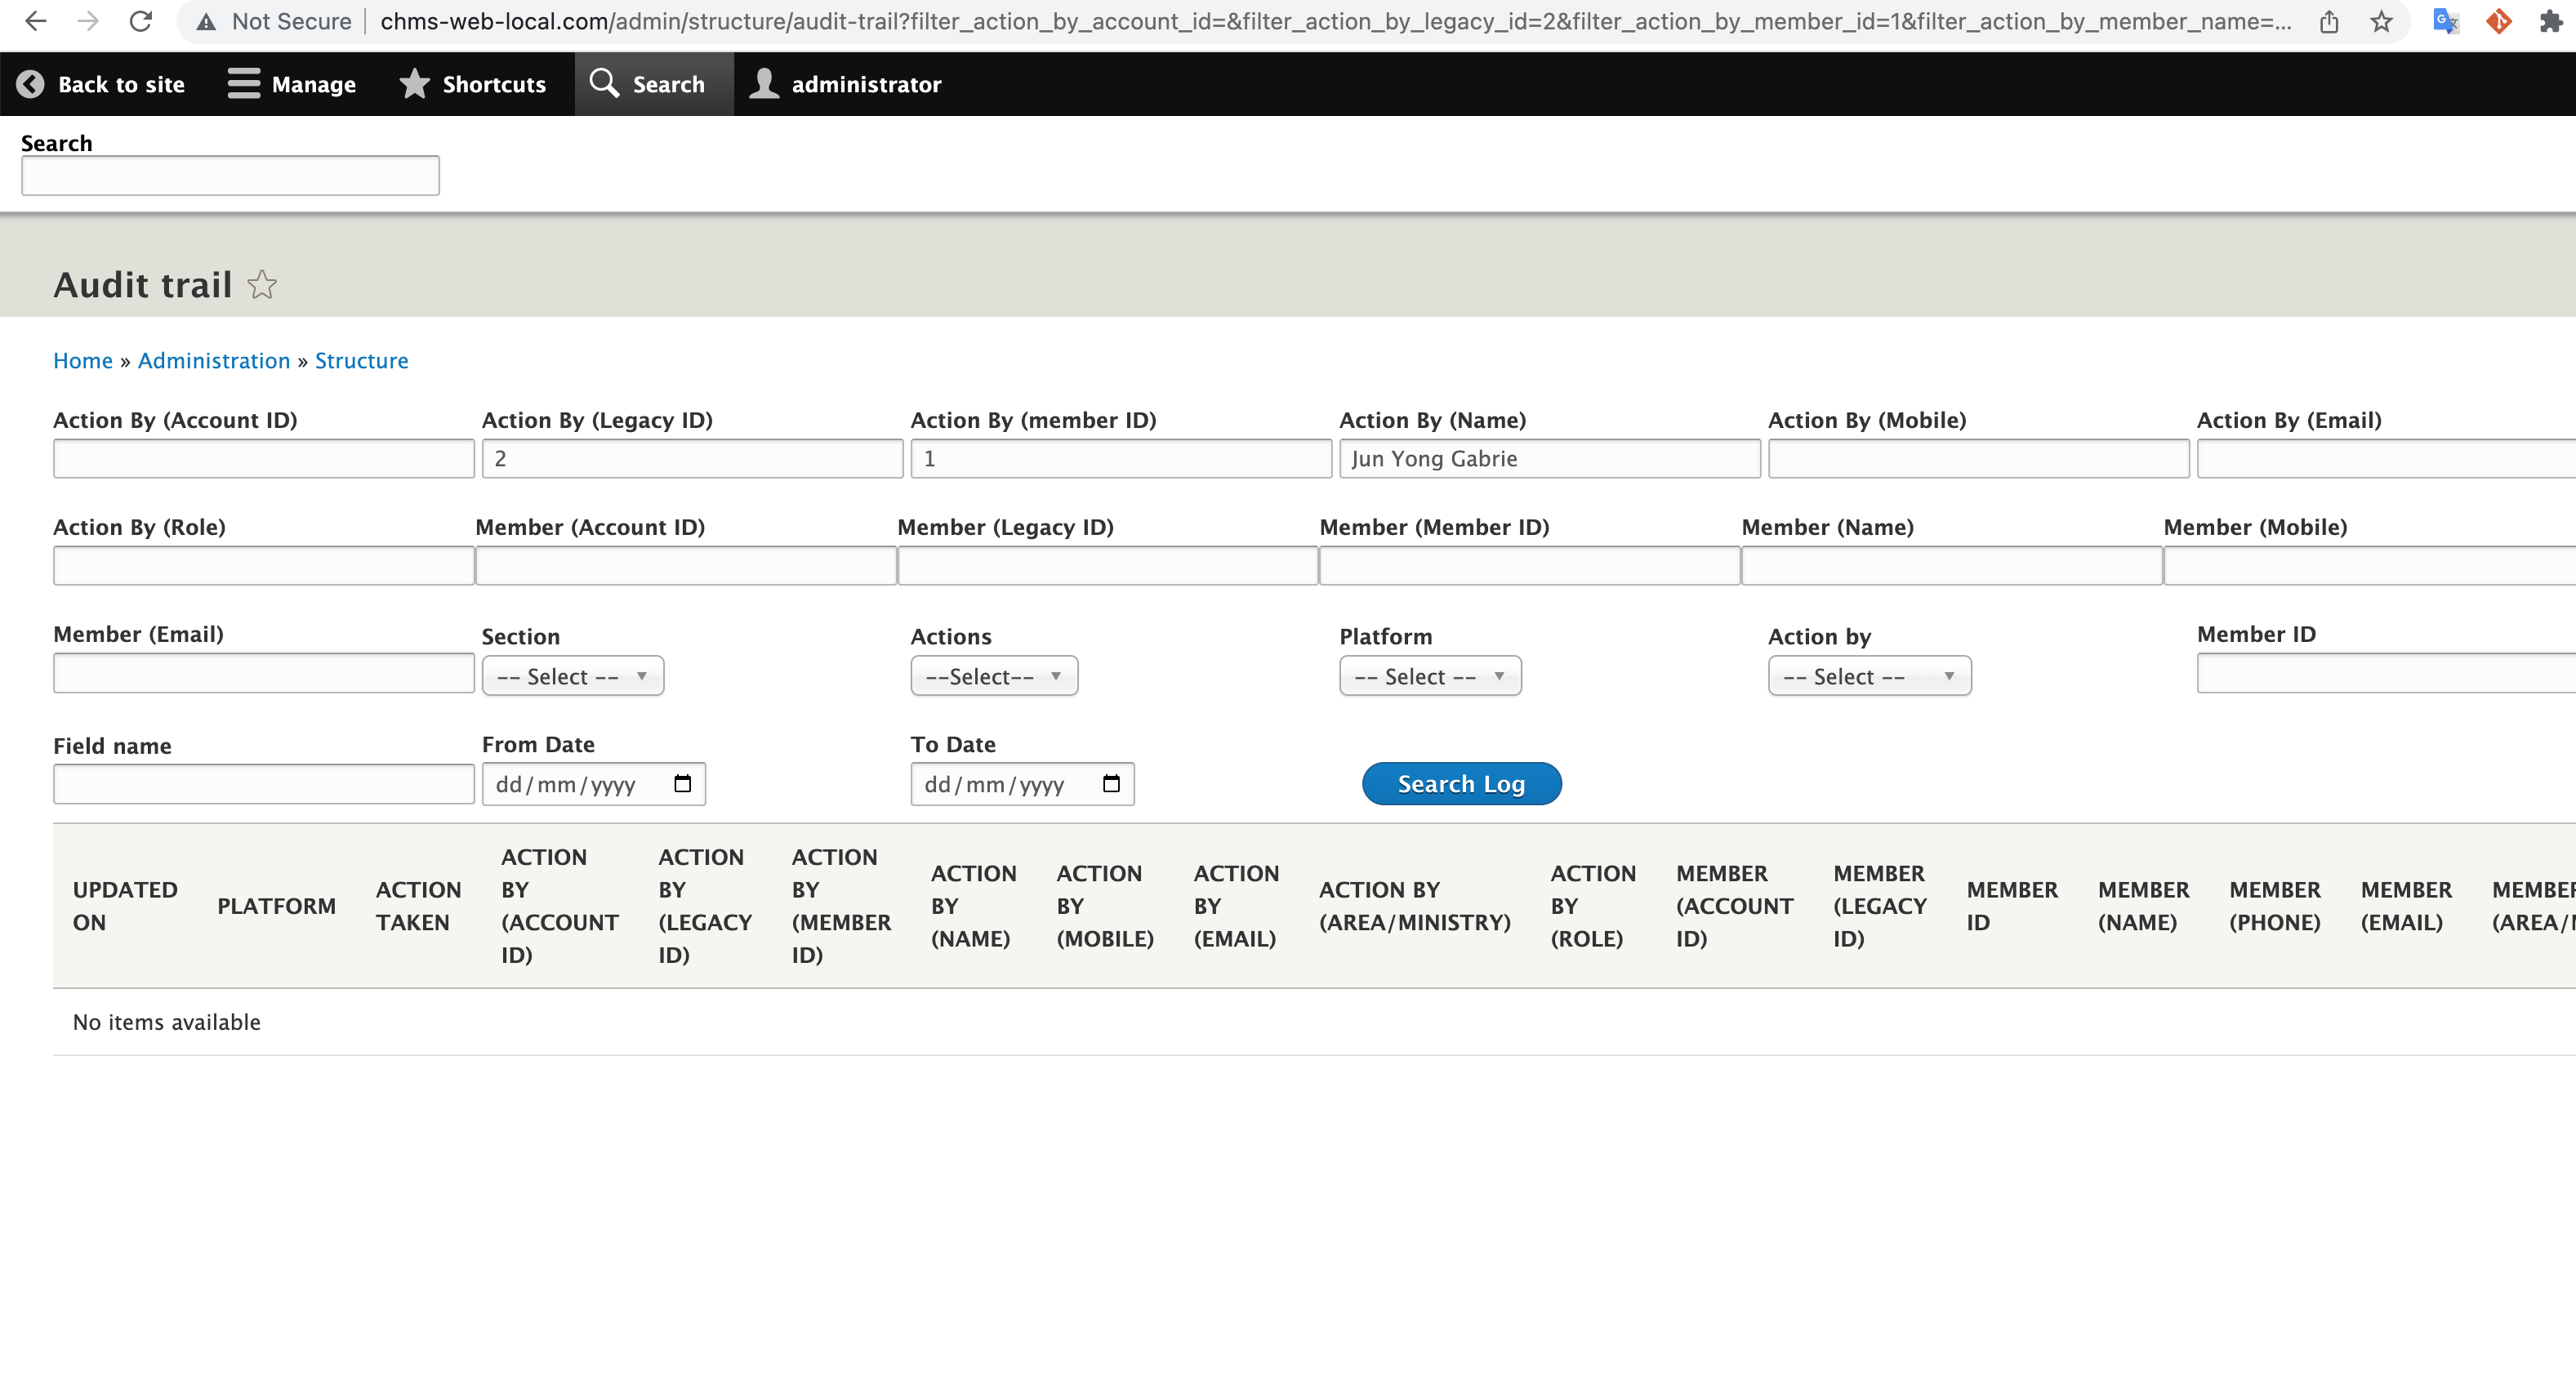 Not Secure | chms-web-local.com/admin/structure/audit-trail?filter_action_by_account_id=&filter_action_by_legacy_id=2&filter_action_by_member_id=1&filter_action_by_member_name=...
Back to site Manage Shortcuts Search administrator
Search
Audit trail
Home » Administration » Structure
Action By (Account ID) Action By (Legacy ID) Action By (member ID) Action By (Name) Action By (Mobile) Action By (Email)
2 1 Jun Yong Gabrie
Action By (Role) Member (Account ID) Member (Legacy ID) Member (Member ID) Member (Name) Member (Mobile)
Member (Email) Section Actions Platform Action by Member ID
-- Select -- --Select-- -- Select -- -- Select --
Field name From Date To Date
dd/mm/yyyy dd/mm/yyyy Search Log
UPDATED ON
PLATFORM
ACTION TAKEN
ACTION BY (ACCOUNT ID)
ACTION BY (LEGACY ID)
ACTION BY (MEMBER ID)
ACTION BY (NAME)
ACTION BY (MOBILE)
ACTION BY (EMAIL)
ACTION BY (AREA/MINISTRY)
ACTION BY (ROLE)
MEMBER (ACCOUNT ID)
MEMBER (LEGACY ID)
MEMBER ID
MEMBER (NAME)
MEMBER (PHONE)
MEMBER (EMAIL)
No items available